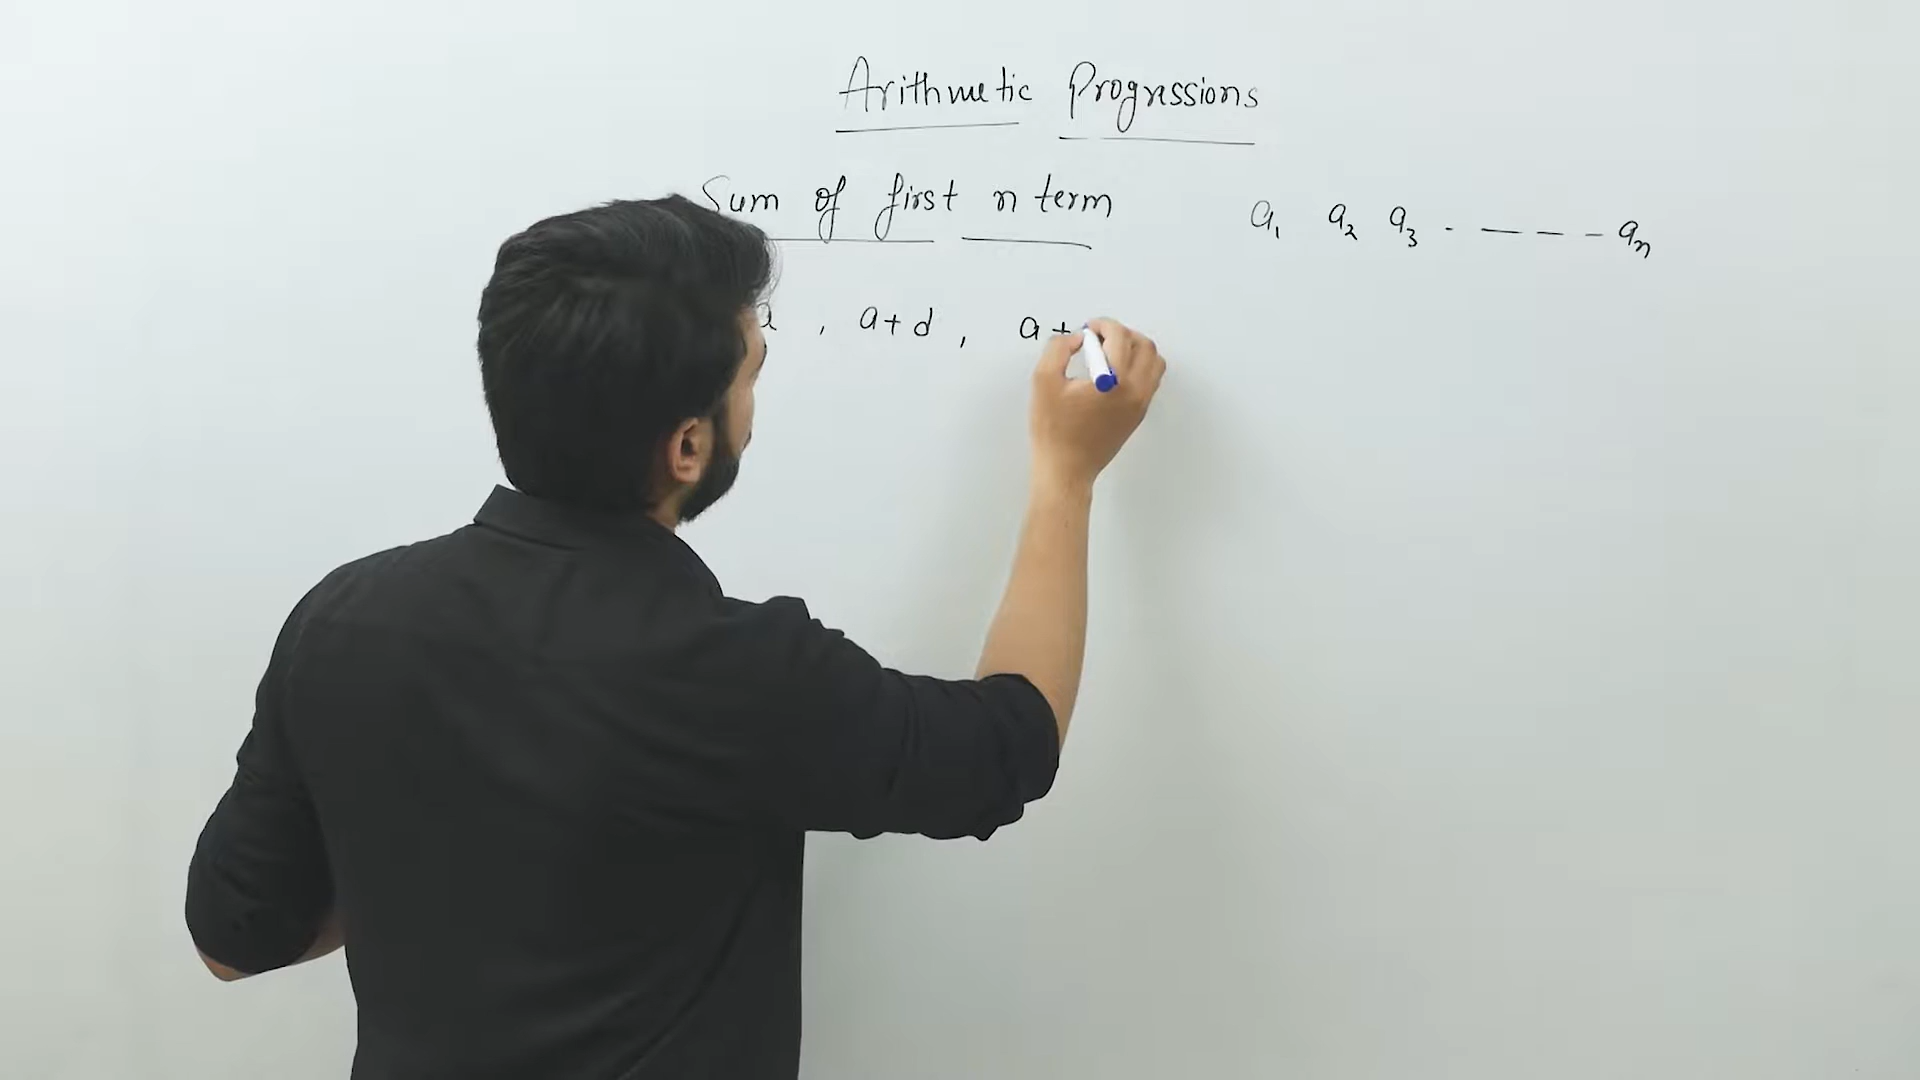 Arithmetic Progressions
Sum of first n term
a₁ a₂ a₃ . — — – aₙ
a , a+d , a+